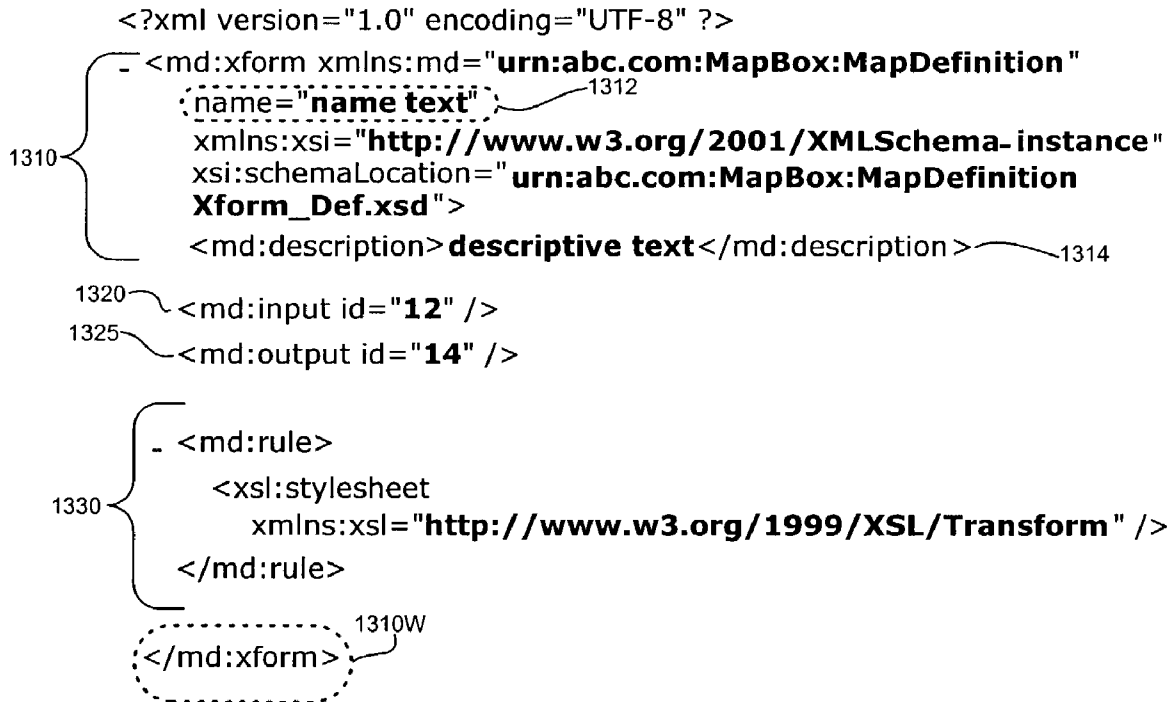 <?xml version="1.0" encoding="UTF-8" ?>
- <md:xform xmlns:md="urn:abc.com:MapBox:MapDefinition"
name="name text" 1312
xmlns:xsi="http://www.w3.org/2001/XMLSchema-instance"
1310
xsi:schemaLocation="urn:abc.com:MapBox:MapDefinition
Xform_Def.xsd">
<md:description>descriptive text</md:description> 1314
1320 <md:input id="12" />
1325 <md:output id="14" />
- <md:rule>
<xsl:stylesheet
1330
xmlns:xsl="http://www.w3.org/1999/XSL/Transform" />
</md:rule>
1310W
</md:xform>